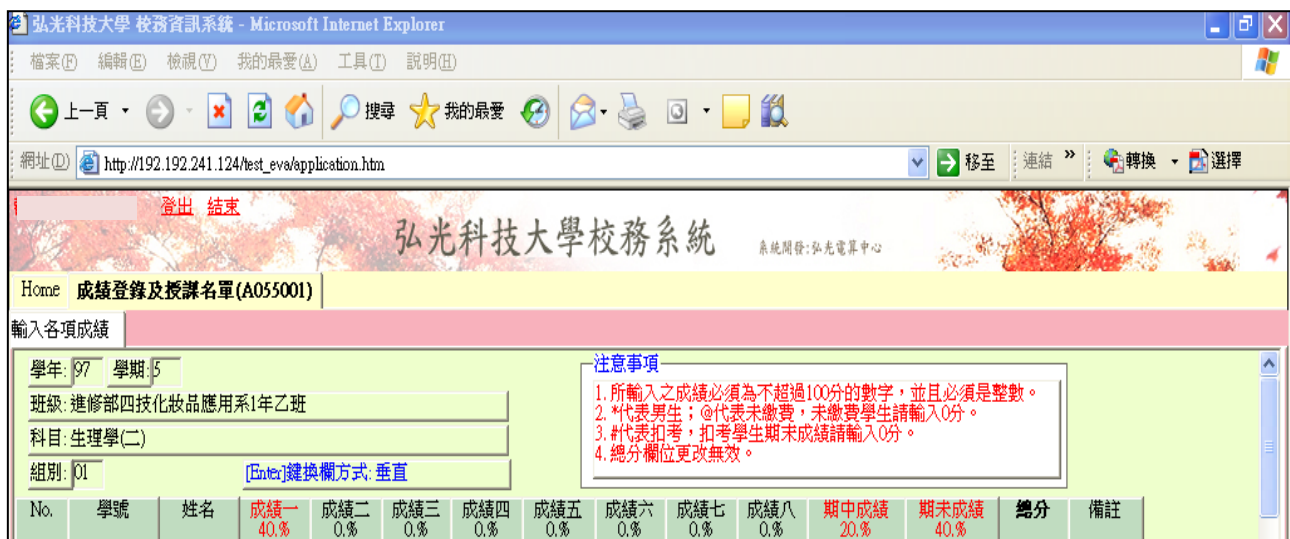 弘光科技大學 校務資訊系統 - Microsoft Internet Explorer
檔案(F) 編輯(E) 檢視(V) 我的最愛(A) 工具(T) 說明(H)
上一頁 搜尋 我的最愛
網址(D) http://192.192.241.124/test_eva/application.htm 移至 連結 » 轉換 選擇
登出 結束
弘光科技大學校務系統 系統開發:弘光電算中心
Home 成績登錄及授課名單(A055001)
輸入各項成績
學年: 97 學期: 5
班級: 進修部四技化妝品應用系1年乙班
科目: 生理學(二)
組別: 01 [Enter]鍵換欄方式: 垂直
注意事項
1. 所輸入之成績必須為不超過100分的數字，並且必須是整數。
2. *代表男生；@代表未繳費，未繳費學生請輸入0分。
3. #代表扣考，扣考學生期末成績請輸入0分。
4. 總分欄位更改無效。
No. 學號 姓名 成績一 成績二 成績三 成績四 成績五 成績六 成績七 成績八 期中成績 期末成績 總分 備註
40.% 0.% 0.% 0.% 0.% 0.% 0.% 0.% 20.% 40.%